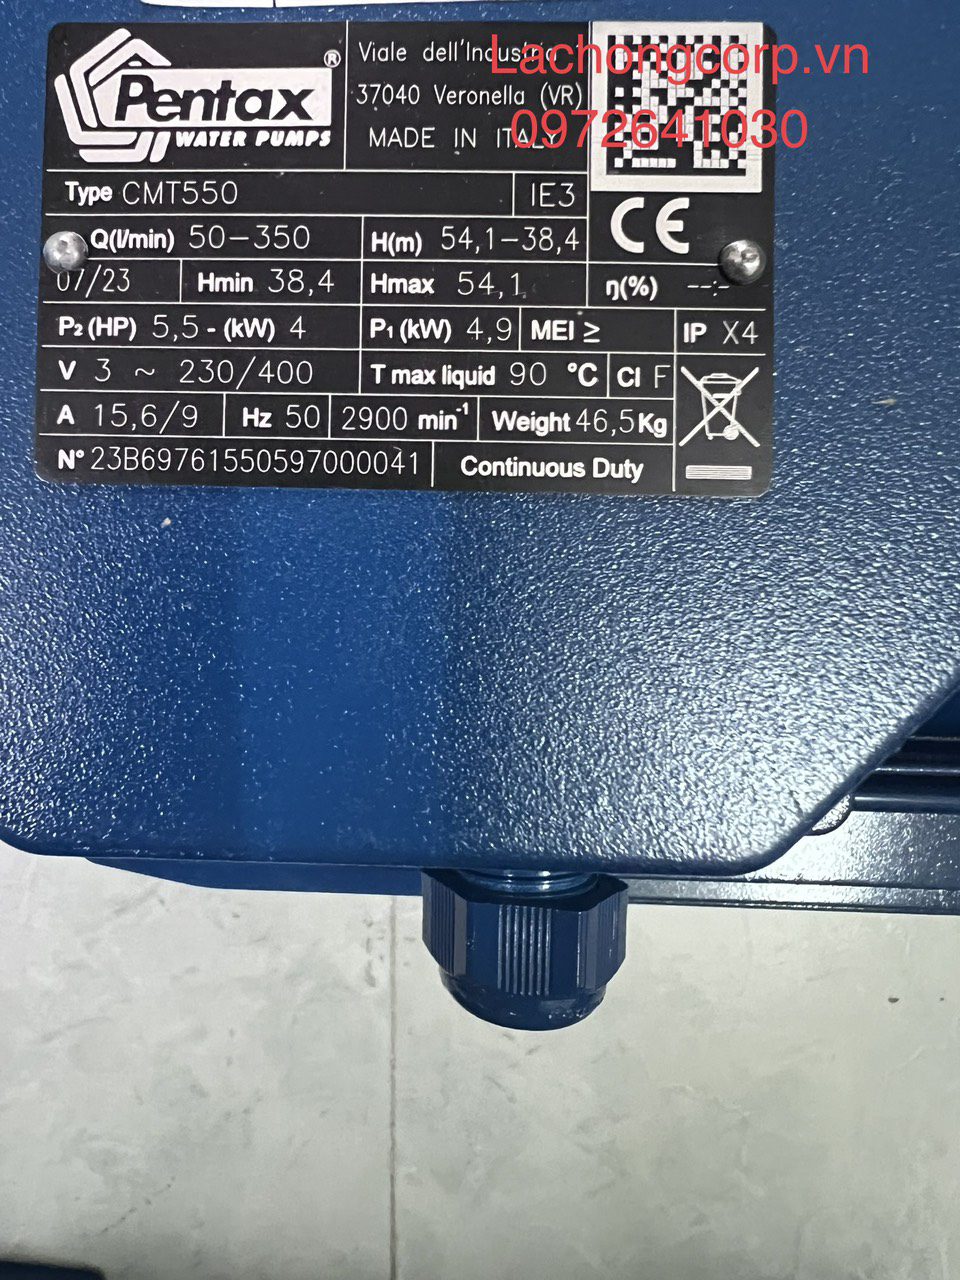 Pentax®
WATER PUMPS
Viale dell'Industria
37040 Veronella (VR)
MADE IN ITALY
Lachongcorp.vn
0972641030
Type CMT550
IE3
CE
Q(l/min) 50-350
H(m) 54,1-38,4
07/23
Hmin 38,4
Hmax 54,1
η(%) --,-
P2 (HP) 5,5 - (kW) 4
P1 (kW) 4,9
MEI ≥
IP X4
V 3 ~ 230/400
T max liquid 90 °C
Cl F
A 15,6/9
Hz 50
2900 min-1
Weight 46,5 Kg
N° 23B69761550597000041
Continuous Duty